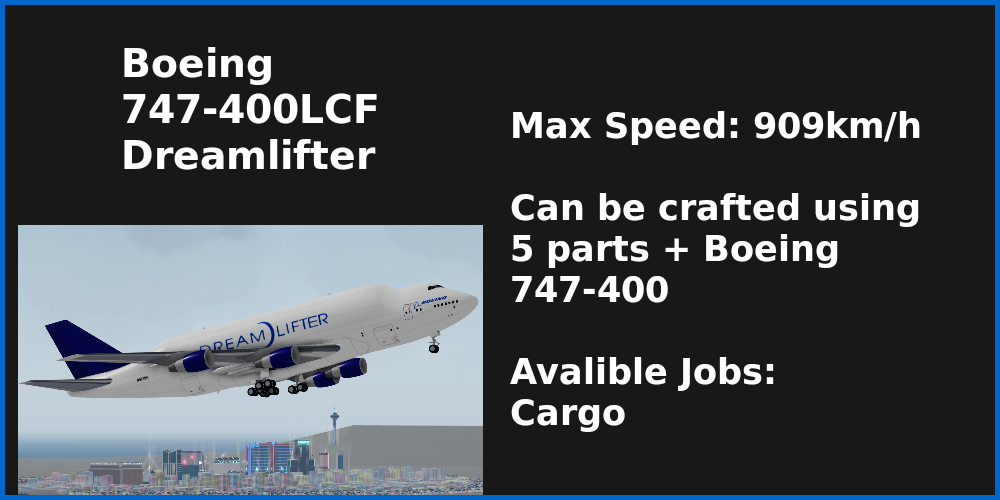 Boeing
747-400LCF
Dreamlifter
Max Speed: 909km/h
Can be crafted using
5 parts + Boeing
747-400
Avalible Jobs:
Cargo
DREAMLIFTER
BOEING